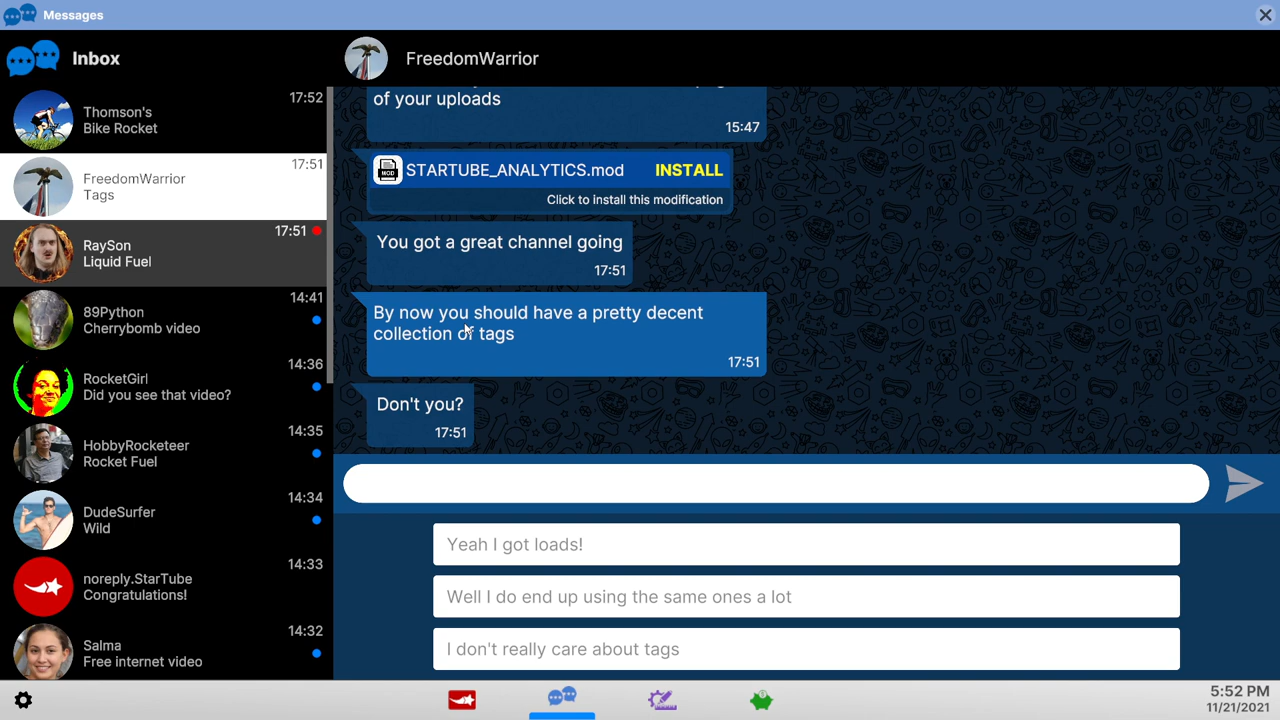 Messages
Inbox
Thomson's
Bike Rocket
17:52
FreedomWarrior
Tags
17:51
RaySon
Liquid Fuel
17:51
89Python
Cherrybomb video
14:41
RocketGirl
Did you see that video?
14:36
HobbyRocketeer
Rocket Fuel
14:35
DudeSurfer
Wild
14:34
noreply.StarTube
Congratulations!
14:33
Salma
Free internet video
14:32
FreedomWarrior
of your uploads
15:47
MOD STARTUBE_ANALYTICS.mod INSTALL
Click to install this modification
You got a great channel going
17:51
By now you should have a pretty decent
collection of tags
17:51
Don't you?
17:51
Yeah I got loads!
Well I do end up using the same ones a lot
I don't really care about tags
5:52 PM
11/21/2021